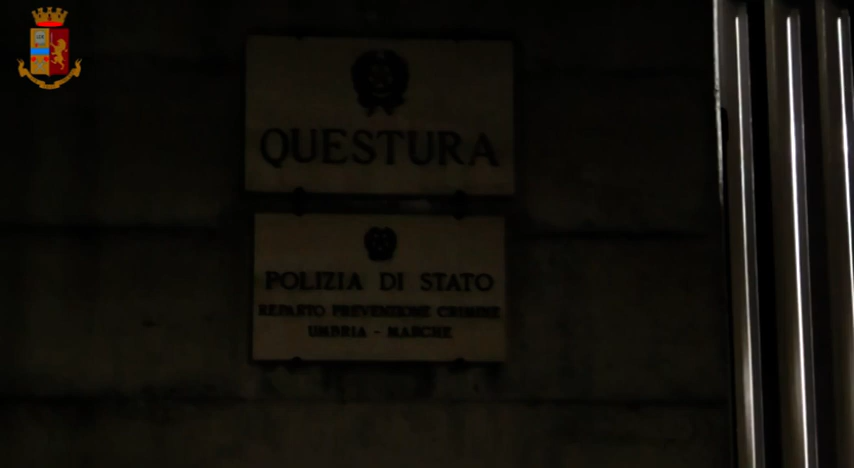 QUESTURA
POLIZIA DI STATO
REPARTO PREVENZIONE CRIMINE
UMBRIA - MARCHE